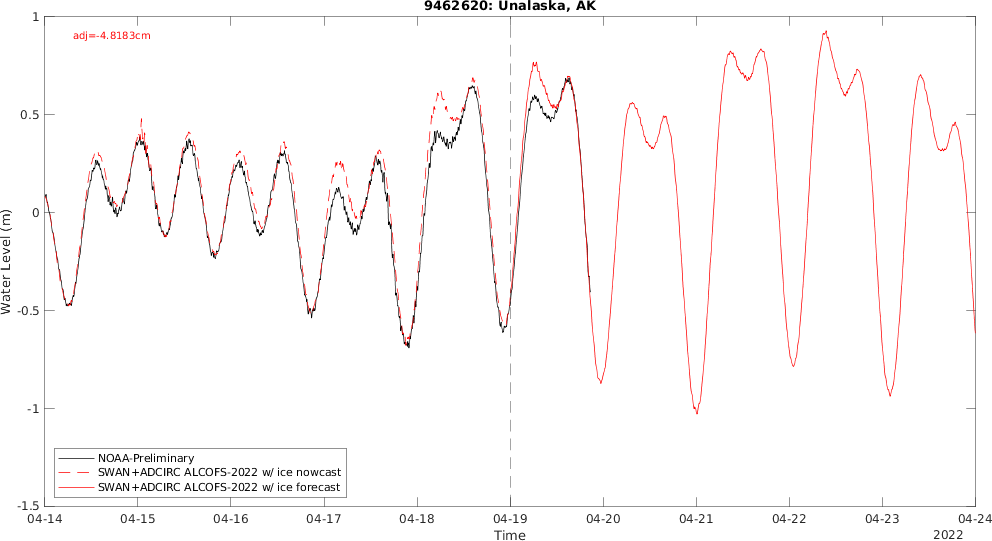 9462620: Unalaska, AK
adj=-4.8183cm
1
0.5
0
-0.5
-1
-1.5
Water Level (m)
NOAA-Preliminary
SWAN+ADCIRC ALCOFS-2022 w/ ice nowcast
SWAN+ADCIRC ALCOFS-2022 w/ ice forecast
04-14 04-15 04-16 04-17 04-18 04-19 04-20 04-21 04-22 04-23 04-24
Time
2022